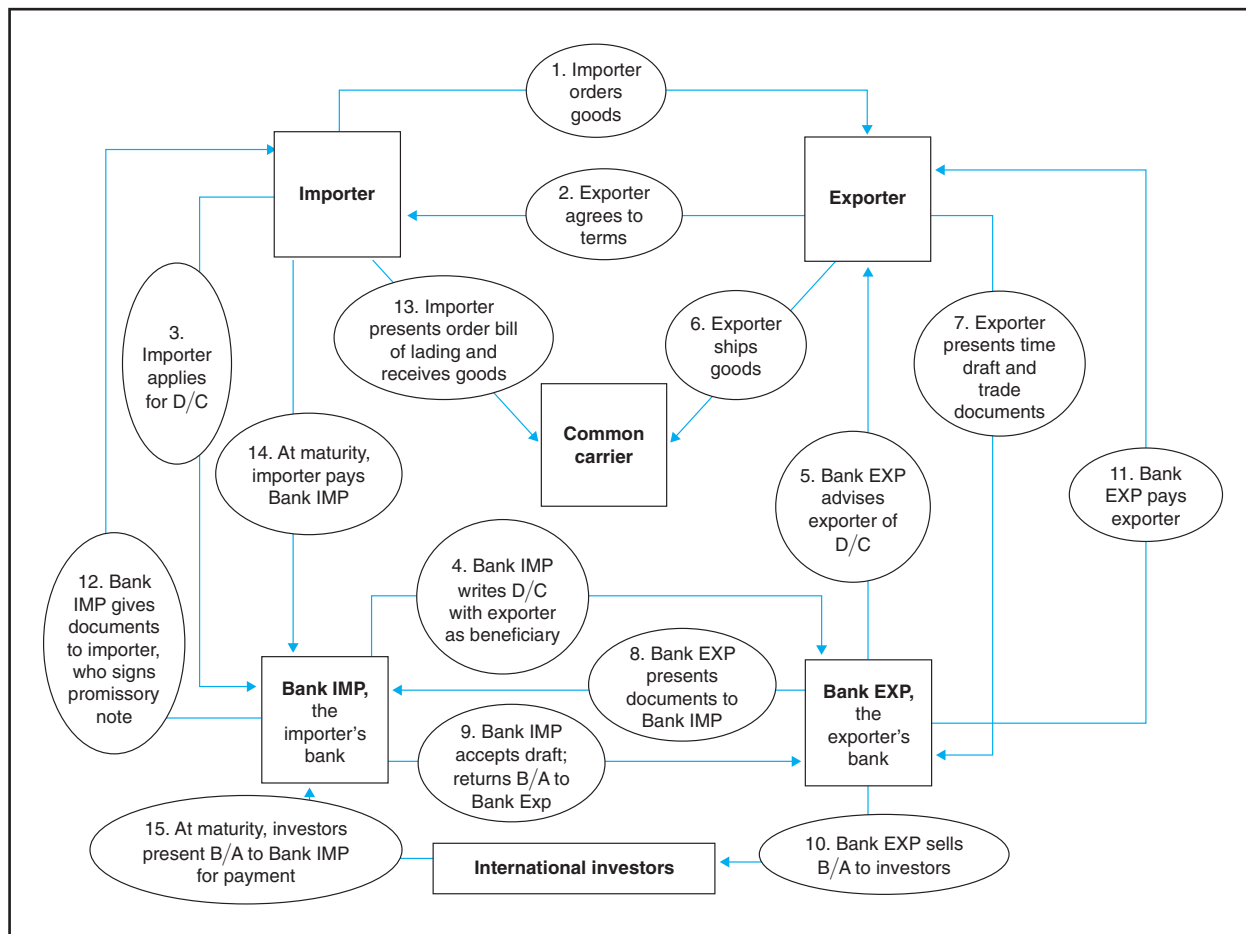 1. Importer
orders
goods
Importer
2. Exporter
agrees to
terms
Exporter
3.
Importer
applies
for D/C
13. Importer
presents order bill
of lading and
receives goods
6. Exporter
ships
goods
7. Exporter
presents time
draft and
trade
documents
Common
carrier
14. At maturity,
importer pays
Bank IMP
5. Bank EXP
advises
exporter of
D/C
11. Bank
EXP pays
exporter
12. Bank
IMP gives
documents
to importer,
who signs
promissory
note
4. Bank IMP
writes D/C
with exporter
as beneficiary
Bank IMP,
the
importer’s
bank
8. Bank EXP
presents
documents to
Bank IMP
Bank EXP,
the
exporter’s
bank
9. Bank IMP
accepts draft;
returns B/A to
Bank Exp
15. At maturity, investors
present B/A to Bank IMP
for payment
International investors
10. Bank EXP sells
B/A to investors